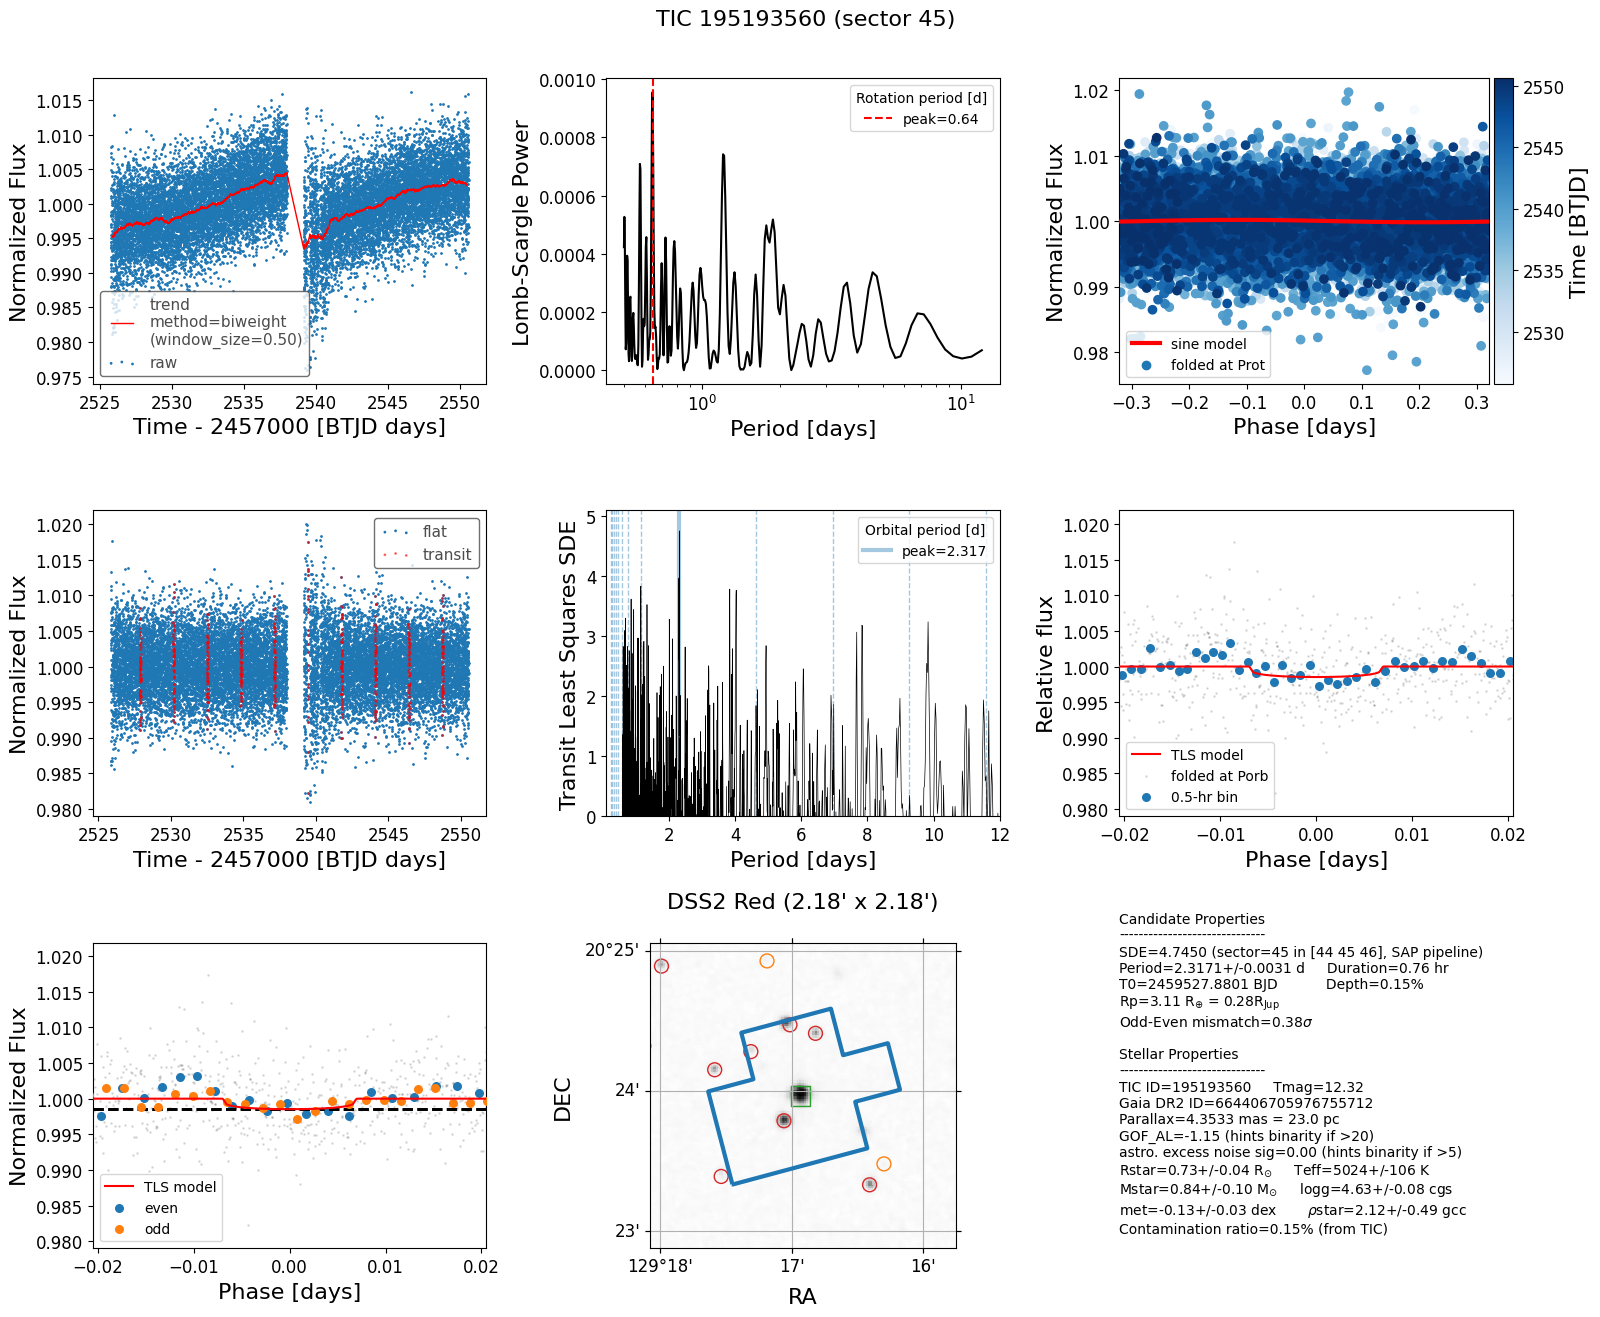 TIC 195193560 (sector 45)
Normalized Flux
1.015
1.010
1.005
1.000
0.995
0.990
0.985
0.980
0.975
trend
method=biweight
(window_size=0.50)
raw
2525
2530
2535
2540
2545
2550
Time - 2457000 [BTJD days]
Lomb-Scargle Power
0.0010
0.0008
0.0006
0.0004
0.0002
0.0000
Rotation period [d]
peak=0.64
10⁰
10¹
Period [days]
Normalized Flux
1.02
1.01
1.00
0.99
0.98
sine model
folded at Prot
−0.3
−0.2
−0.1
0.0
0.1
0.2
0.3
Phase [days]
2550
2545
2540
2535
2530
Time [BTJD]
Normalized Flux
1.020
1.015
1.010
1.005
1.000
0.995
0.990
0.985
0.980
flat
transit
2525
2530
2535
2540
2545
2550
Time - 2457000 [BTJD days]
Transit Least Squares SDE
5
4
3
2
1
0
Orbital period [d]
peak=2.317
2
4
6
8
10
12
Period [days]
Relative flux
1.020
1.015
1.010
1.005
1.000
0.995
0.990
0.985
0.980
TLS model
folded at Porb
0.5-hr bin
−0.02
−0.01
0.00
0.01
0.02
Phase [days]
Normalized Flux
1.020
1.015
1.010
1.005
1.000
0.995
0.990
0.985
0.980
TLS model
even
odd
−0.02
−0.01
0.00
0.01
0.02
Phase [days]
DSS2 Red (2.18' x 2.18')
DEC
20°25'
24'
23'
129°18'
17'
16'
RA
Candidate Properties
------------------------------
SDE=4.7450 (sector=45 in [44 45 46], SAP pipeline)
Period=2.3171+/-0.0031 d Duration=0.76 hr
T0=2459527.8801 BJD Depth=0.15%
Rp=3.11 R⊕ = 0.28RJup
Odd-Even mismatch=0.38σ
Stellar Properties
------------------------------
TIC ID=195193560 Tmag=12.32
Gaia DR2 ID=664406705976755712
Parallax=4.3533 mas = 23.0 pc
GOF_AL=-1.15 (hints binarity if >20)
astro. excess noise sig=0.00 (hints binarity if >5)
Rstar=0.73+/-0.04 R☉ Teff=5024+/-106 K
Mstar=0.84+/-0.10 M☉ logg=4.63+/-0.08 cgs
met=-0.13+/-0.03 dex ρstar=2.12+/-0.49 gcc
Contamination ratio=0.15% (from TIC)